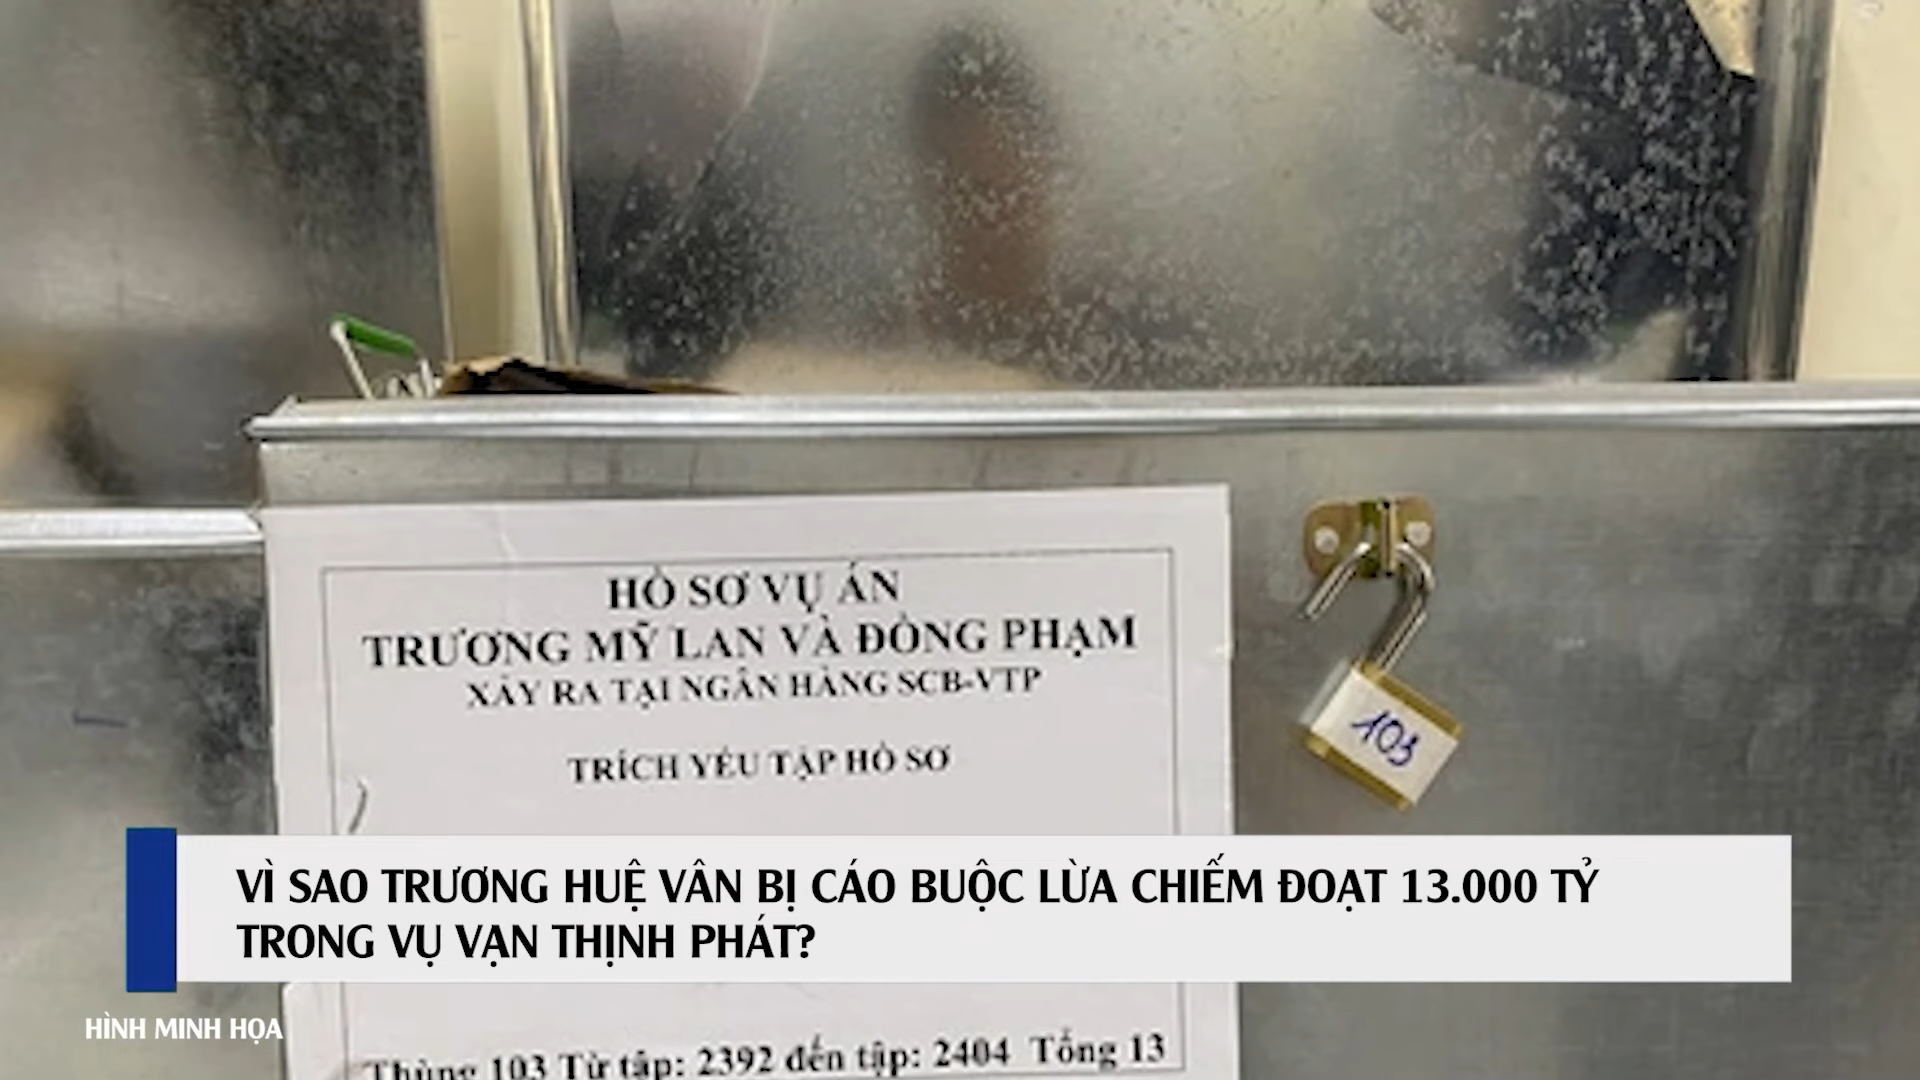 HỒ SƠ VỤ ÁN
TRƯƠNG MỸ LAN VÀ ĐỒNG PHẠM
XẢY RA TẠI NGÂN HÀNG SCB-VTP
TRÍCH YẾU TẬP HỒ SƠ
103
VÌ SAO TRƯƠNG HUỆ VÂN BỊ CÁO BUỘC LỪA CHIẾM ĐOẠT 13.000 TỶ
TRONG VỤ VẠN THỊNH PHÁT?
HÌNH MINH HỌA
Thùng 103 Từ tập: 2392 đến tập: 2404 Tổng 13